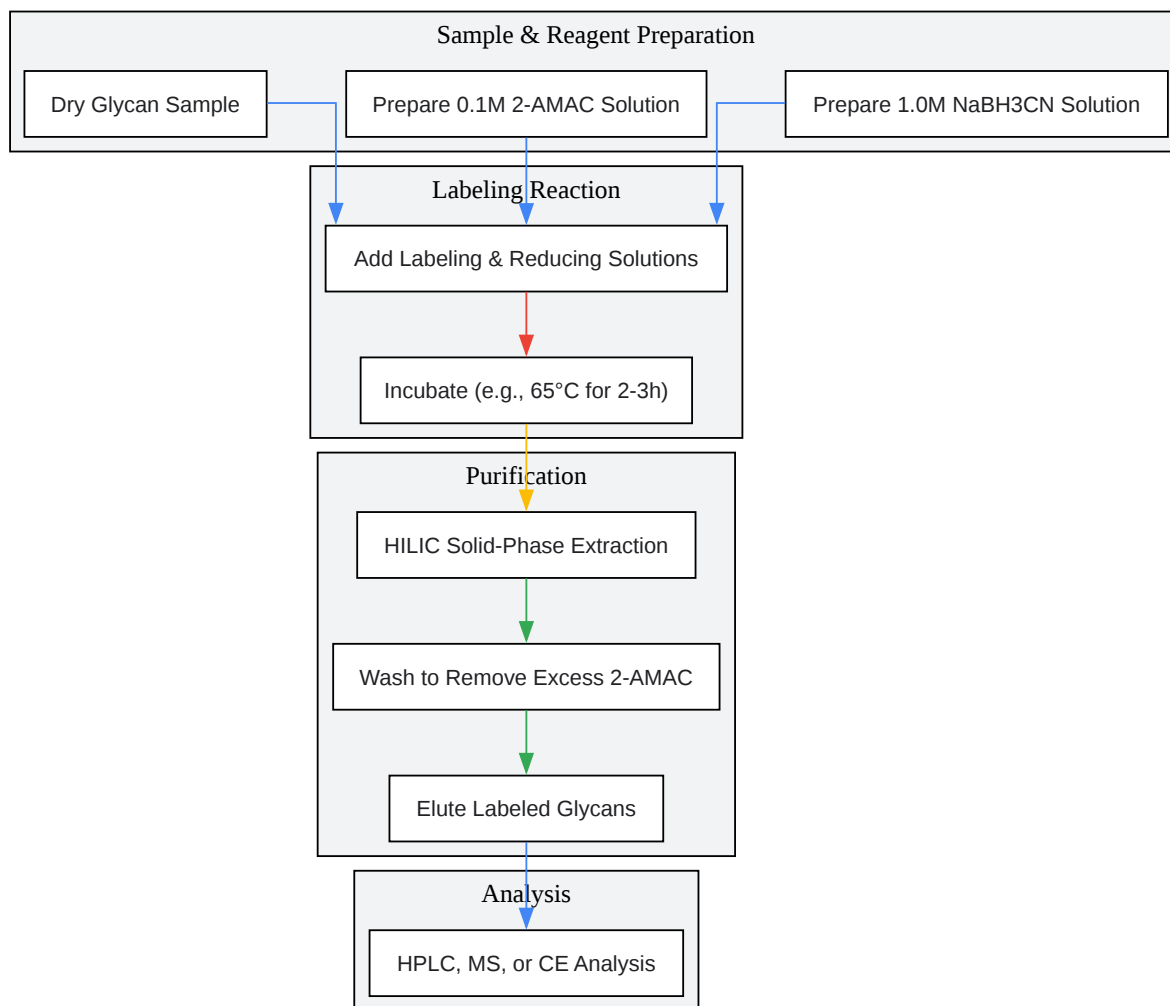 Sample & Reagent Preparation
Dry Glycan Sample
Prepare 0.1M 2-AMAC Solution
Prepare 1.0M NaBH3CN Solution
Labeling Reaction
Add Labeling & Reducing Solutions
Incubate (e.g., 65°C for 2-3h)
Purification
HILIC Solid-Phase Extraction
Wash to Remove Excess 2-AMAC
Elute Labeled Glycans
Analysis
HPLC, MS, or CE Analysis